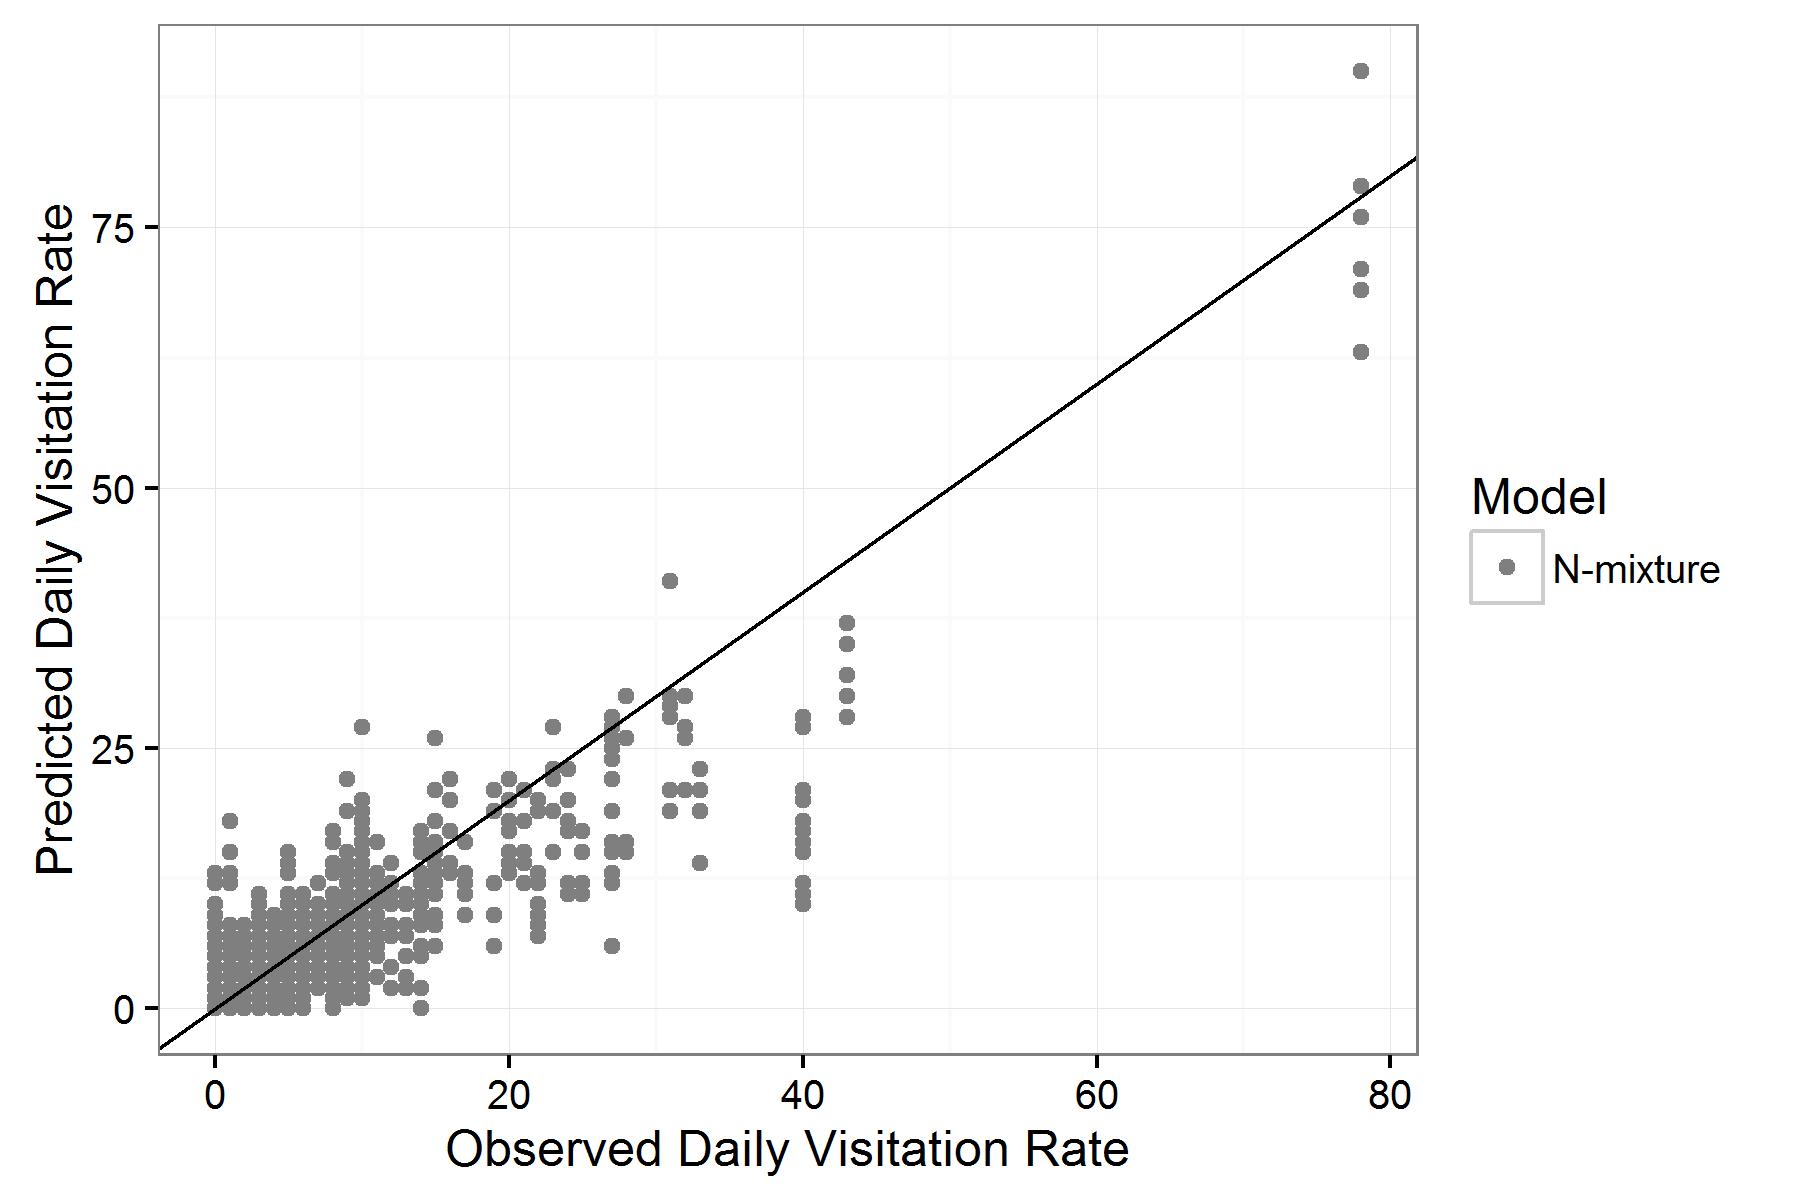 Predicted Daily Visitation Rate
75
50
25
0
0 20 40 60 80
Observed Daily Visitation Rate
Model
N-mixture